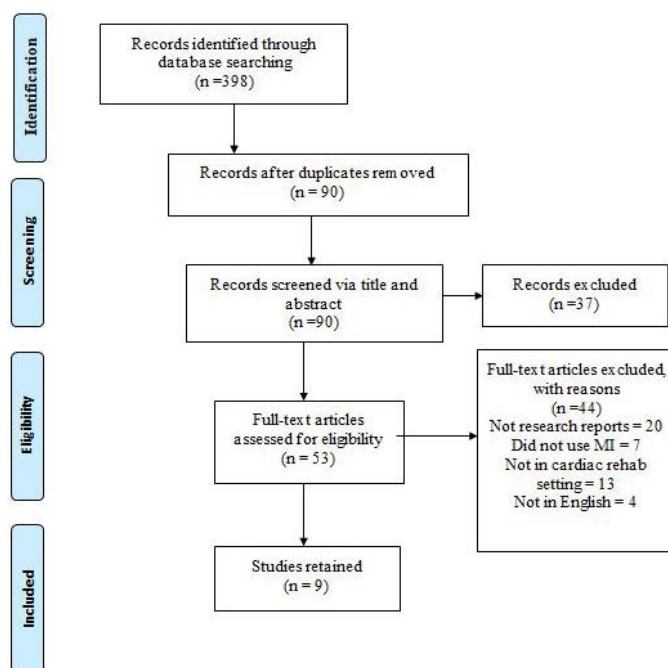 Identification
Records identified through
database searching
(n =398)
Records after duplicates removed
(n = 90)
Screening
Records screened via title and
abstract
(n =90)
Records excluded
(n =37)
Eligibility
Full-text articles
assessed for eligibility
(n = 53)
Full-text articles excluded,
with reasons
(n =44)
Not research reports = 20
Did not use MI = 7
Not in cardiac rehab
setting = 13
Not in English = 4
Included
Studies retained
(n = 9)